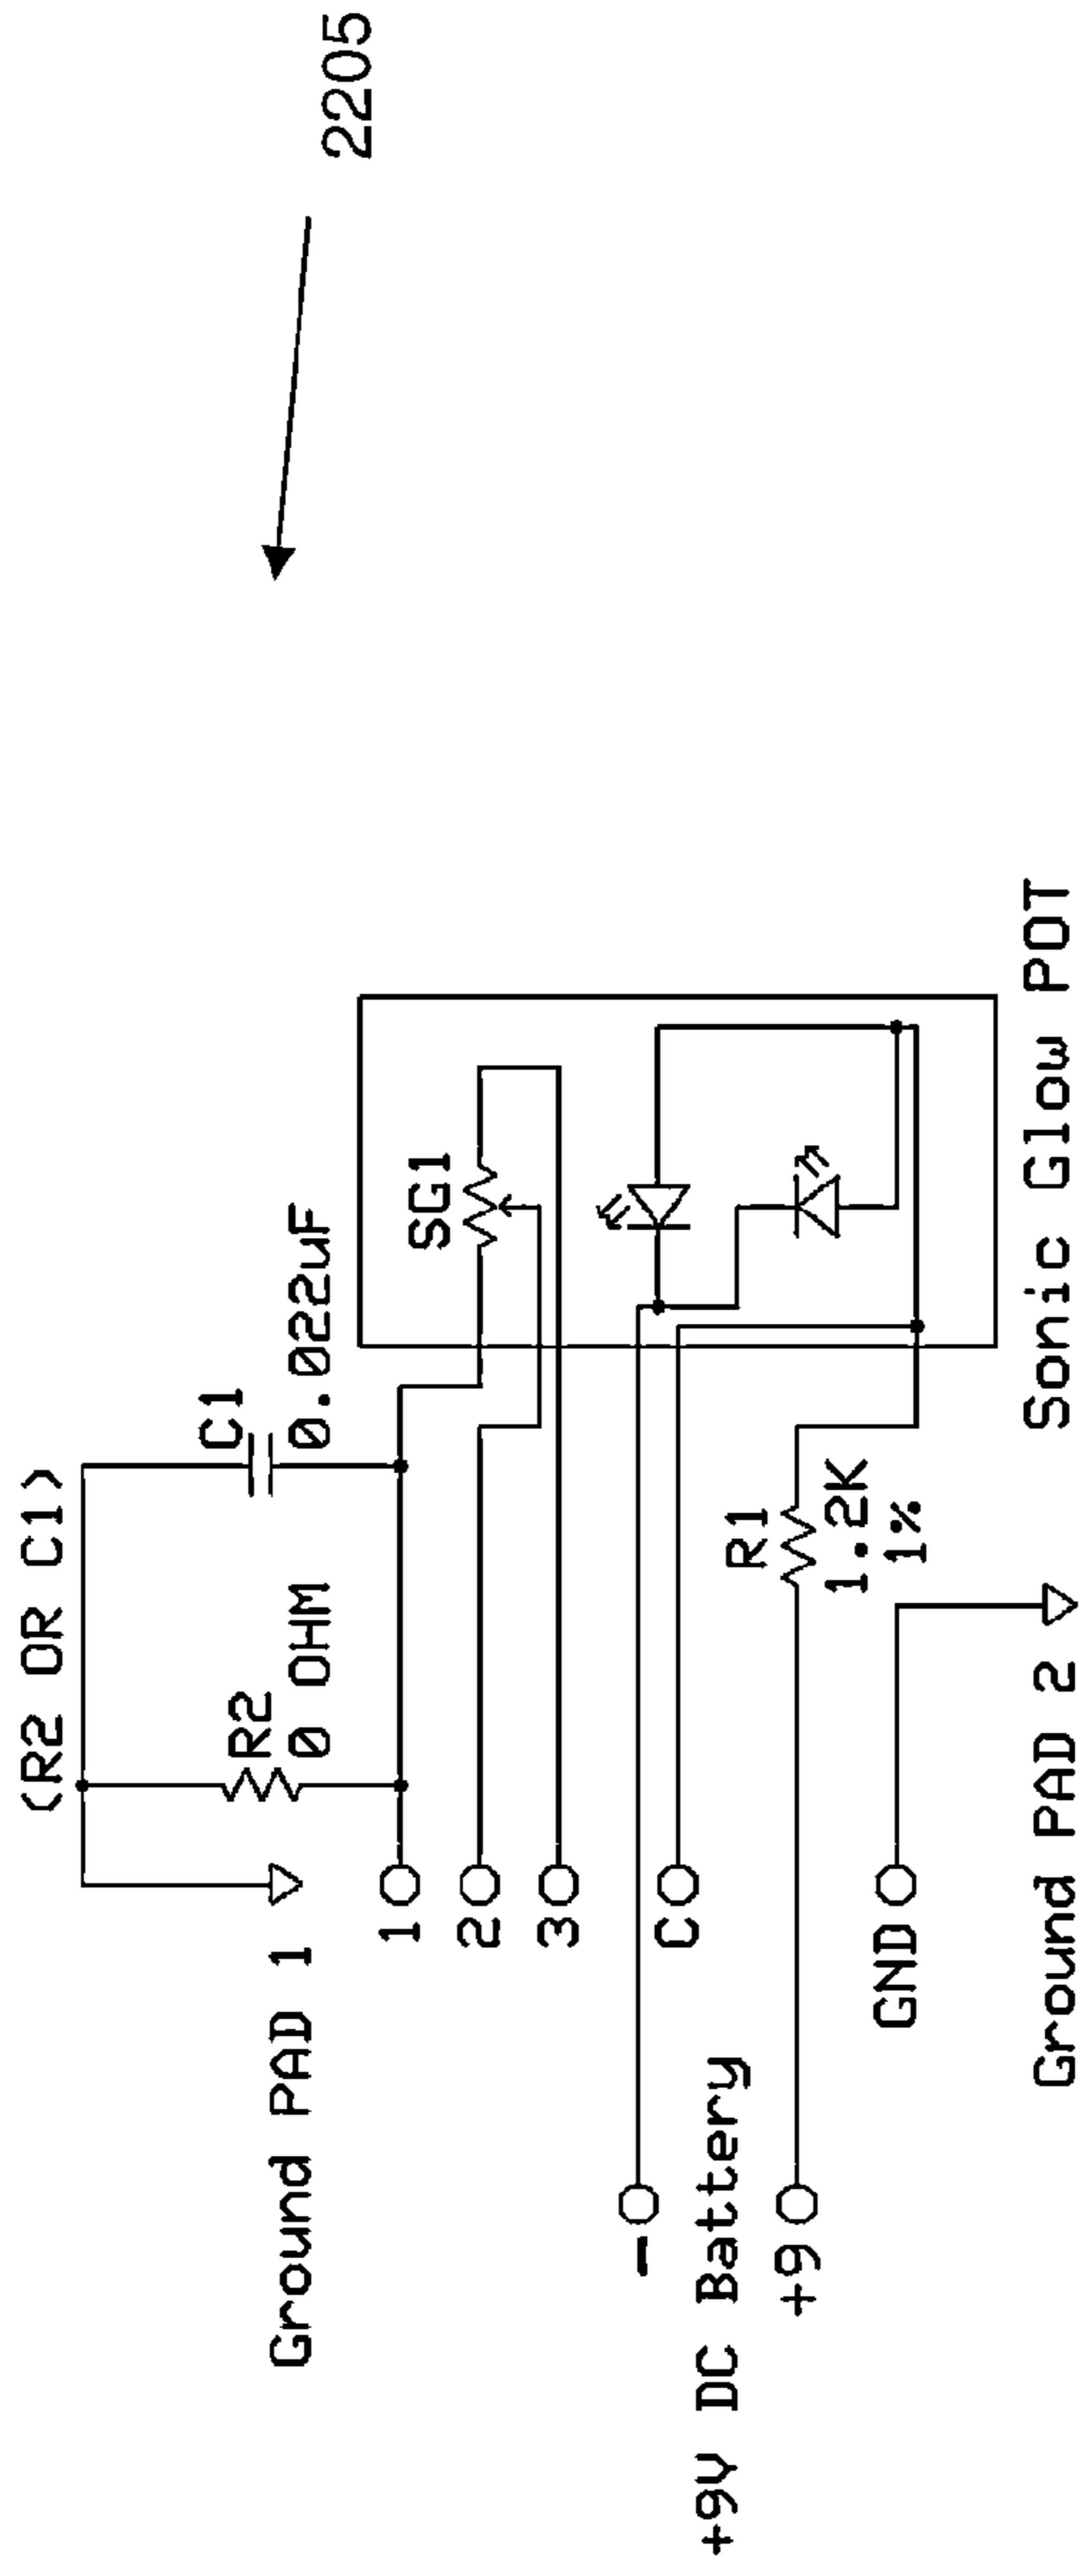 2205
(R2 OR C1)
C1
0.022uF
R2
0 OHM
Ground PAD 1
1
2
3
C
SG1
-
+9V DC Battery
+9
R1
1.2K
1%
GND
Ground PAD 2
Sonic Glow POT